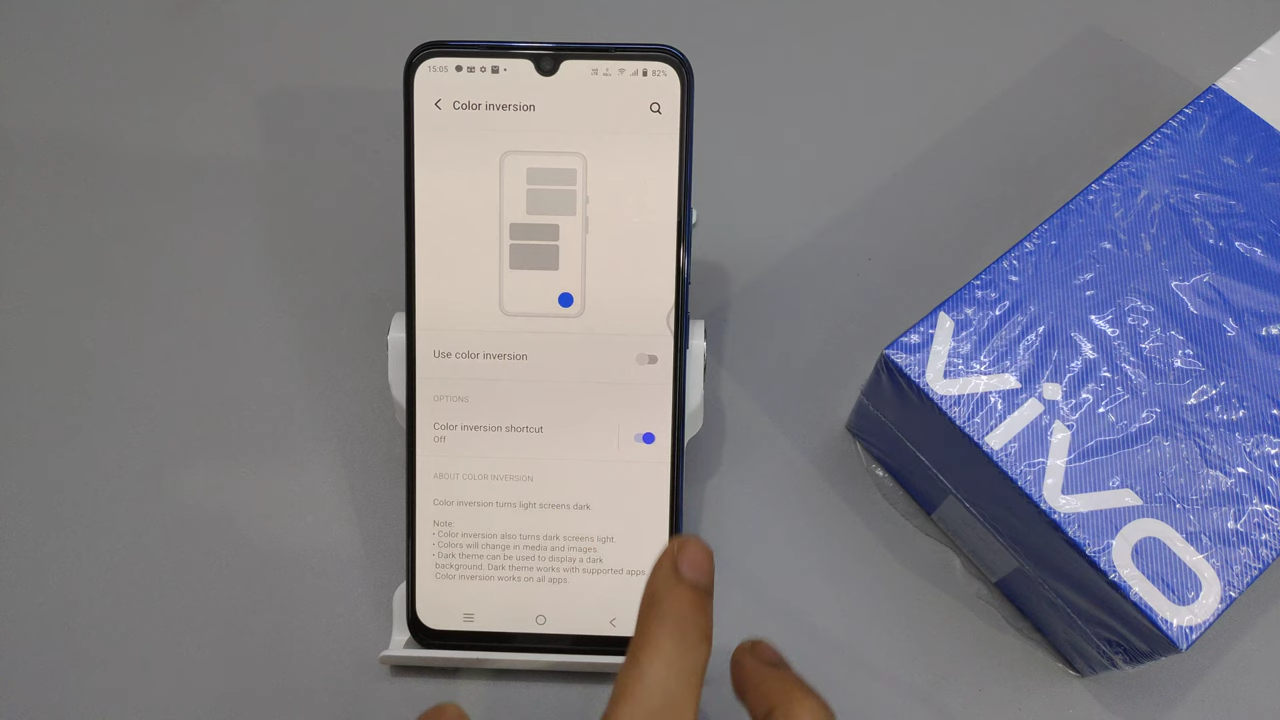 15:05
82%
Color inversion
Use color inversion
OPTIONS
Color inversion shortcut
Off
ABOUT COLOR INVERSION
Color inversion turns light screens dark.
Note:
• Color inversion also turns dark screens light.
• Colors will change in media and images.
• Dark theme can be used to display a dark
background. Dark theme works with supported apps.
Color inversion works on all apps.
vivo